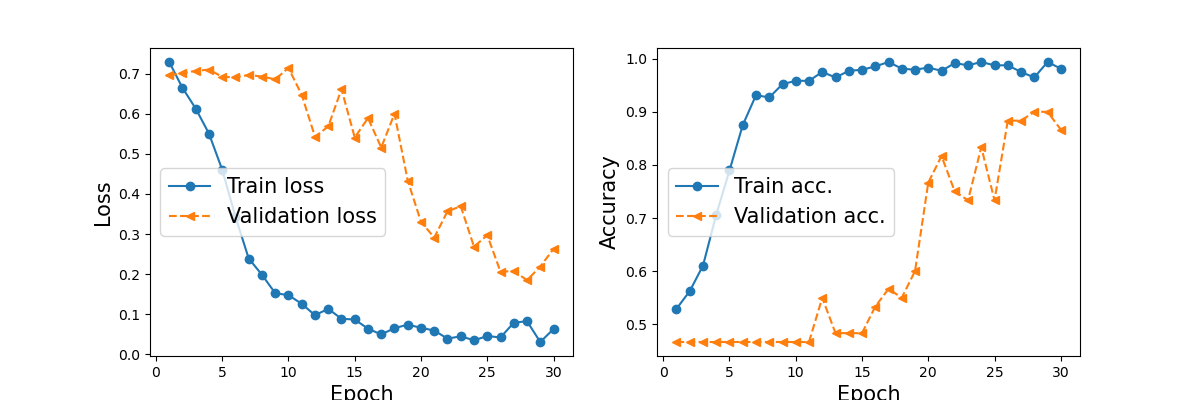 0.7
0.6
0.5
0.4
0.3
0.2
0.1
0.0
Loss
Train loss
Validation loss
0 5 10 15 20 25 30
Epoch
1.0
0.9
0.8
0.7
0.6
0.5
Accuracy
Train acc.
Validation acc.
0 5 10 15 20 25 30
Epoch